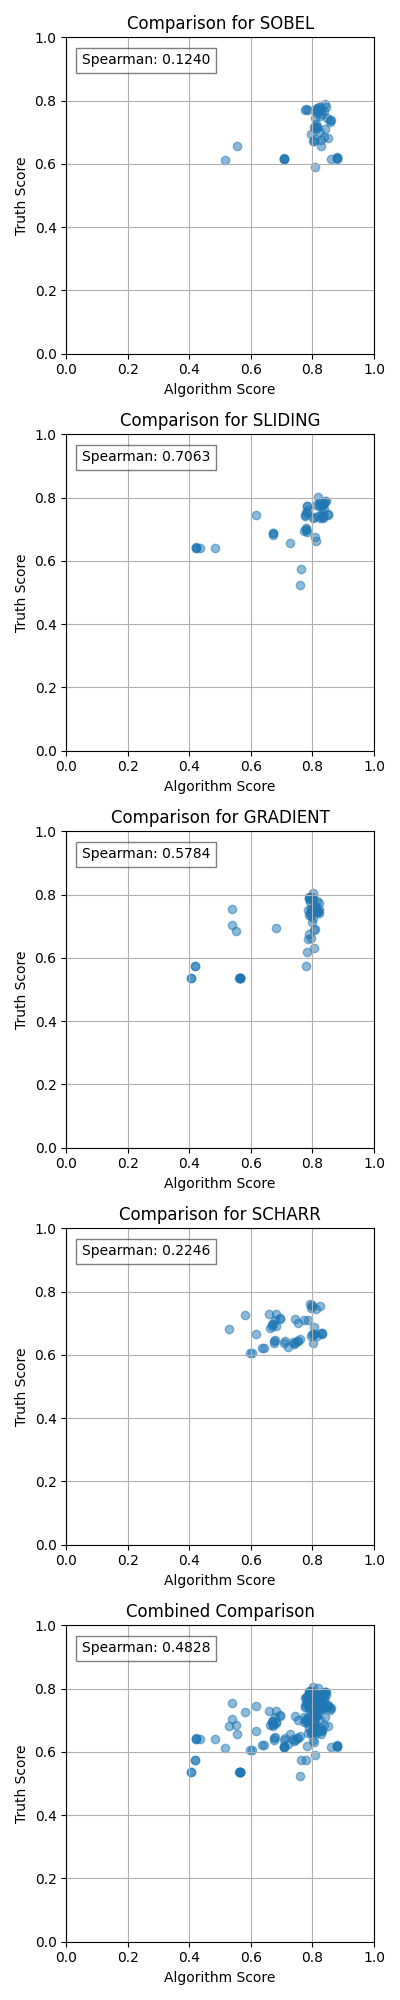 Comparison for SOBEL
1.0
Spearman: 0.1240
0.8
0.6
0.4
0.2
0.0
Truth Score
0.0 0.2 0.4 0.6 0.8 1.0
Algorithm Score
Comparison for SLIDING
1.0
Spearman: 0.7063
0.8
0.6
0.4
0.2
0.0
Truth Score
0.0 0.2 0.4 0.6 0.8 1.0
Algorithm Score
Comparison for GRADIENT
1.0
Spearman: 0.5784
0.8
0.6
0.4
0.2
0.0
Truth Score
0.0 0.2 0.4 0.6 0.8 1.0
Algorithm Score
Comparison for SCHARR
1.0
Spearman: 0.2246
0.8
0.6
0.4
0.2
0.0
Truth Score
0.0 0.2 0.4 0.6 0.8 1.0
Algorithm Score
Combined Comparison
1.0
Spearman: 0.4828
0.8
0.6
0.4
0.2
0.0
Truth Score
0.0 0.2 0.4 0.6 0.8 1.0
Algorithm Score